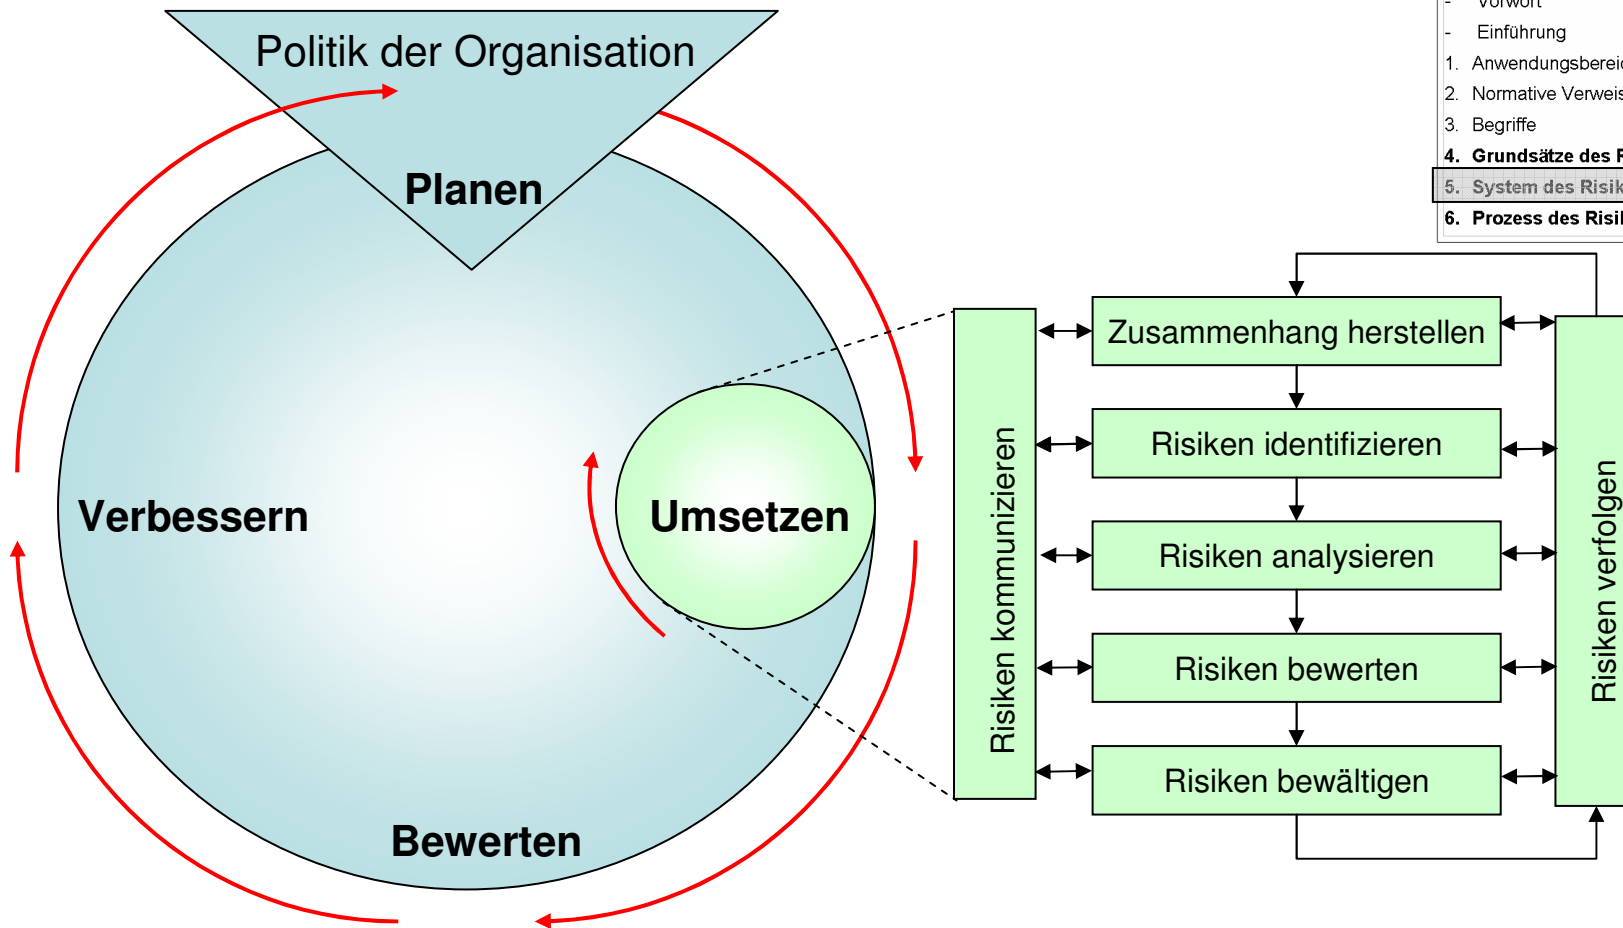 Politik der Organisation
Planen
Verbessern
Umsetzen
Bewerten
- Vorwort
- Einführung
1. Anwendungsbereic
2. Normative Verweis
3. Begriffe
4. Grundsätze des R
5. System des Risik
6. Prozess des Risi
Risiken kommunizieren
Zusammenhang herstellen
Risiken identifizieren
Risiken analysieren
Risiken bewerten
Risiken bewältigen
Risiken verfolgen